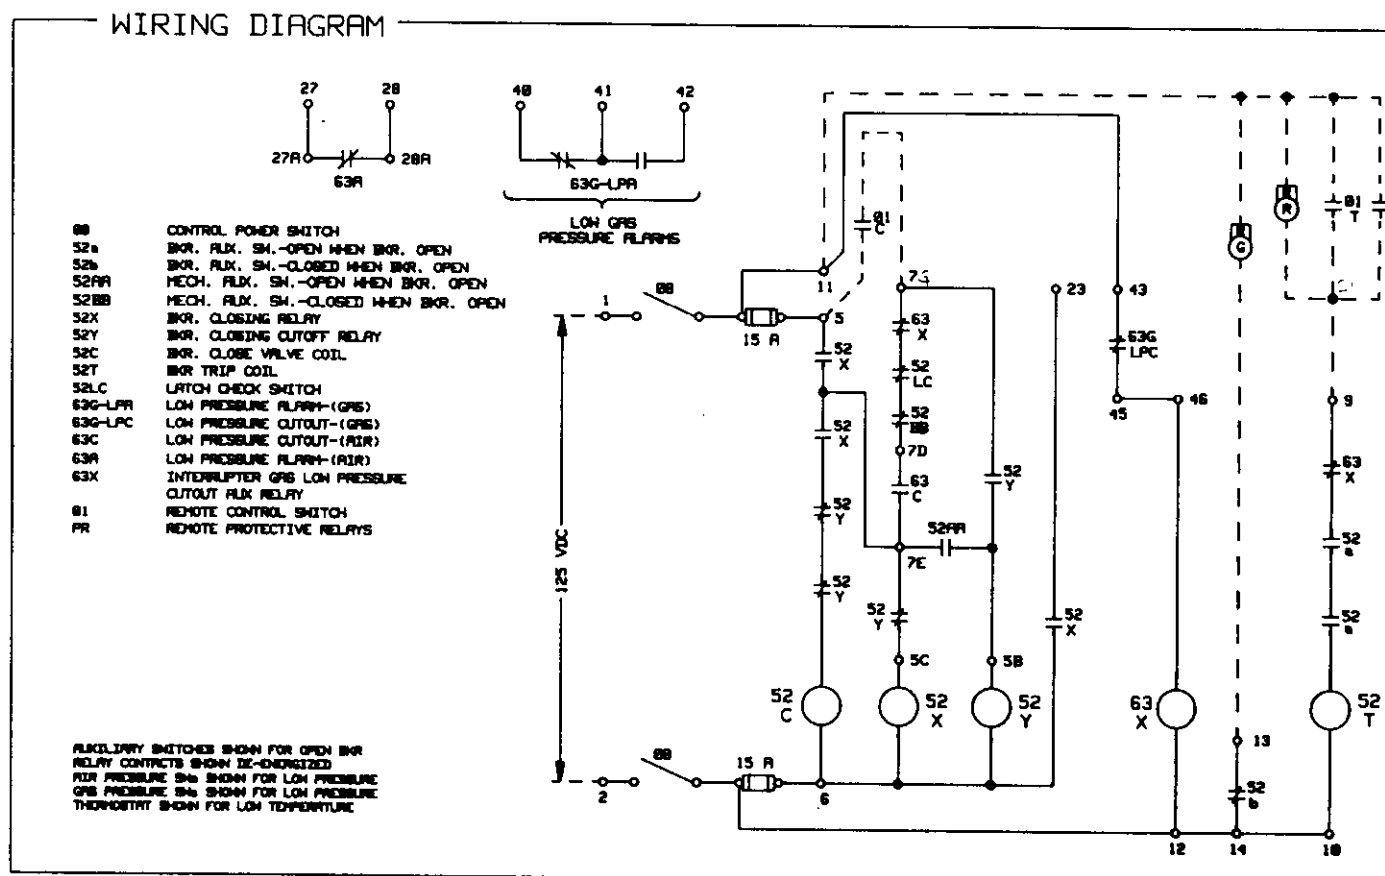 WIRING DIAGRAM
27 28 40 41 42
27A 28A
63A 63G-LPA
LOW GAS
PRESSURE ALARMS
08 CONTROL POWER SWITCH
52a BKR. AUX. SW.-OPEN WHEN BKR. OPEN
52b BKR. AUX. SW.-CLOSED WHEN BKR. OPEN
52AA MECH. AUX. SW.-OPEN WHEN BKR. OPEN
52BB MECH. AUX. SW.-CLOSED WHEN BKR. OPEN
52X BKR. CLOSING RELAY
52Y BKR. CLOSING CUTOFF RELAY
52C BKR. CLOSE VALVE COIL
52T BKR TRIP COIL
52LC LATCH CHECK SWITCH
63G-LPA LOW PRESSURE ALARM-(GAS)
63G-LPC LOW PRESSURE CUTOUT-(GAS)
63C LOW PRESSURE CUTOUT-(AIR)
63A LOW PRESSURE ALARM-(AIR)
63X INTERRUPTER GAS LOW PRESSURE
CUTOUT AUX RELAY
01 REMOTE CONTROL SWITCH
PR REMOTE PROTECTIVE RELAYS
AUXILIARY SWITCHES SHOWN FOR OPEN BKR
RELAY CONTACTS SHOWN DE-ENERGIZED
AIR PRESSURE SWs SHOWN FOR LOW PRESSURE
GAS PRESSURE SWs SHOWN FOR LOW PRESSURE
THERMOSTAT SHOWN FOR LOW TEMPERATURE
125 VDC
1
08
15 A
11
5
01
C
52
X
52
X
52
Y
52
Y
52
C
63
X
52
LC
52
BB
7D
63
C
7E
52AA
52
Y
52
Y
5C
5B
52
X
52
Y
23
52
X
43
63G
LPC
45
46
63
X
G
R
01
T
13
52
b
9
63
X
52
a
52
a
52
T
2
08
15 A
6
12
14
10